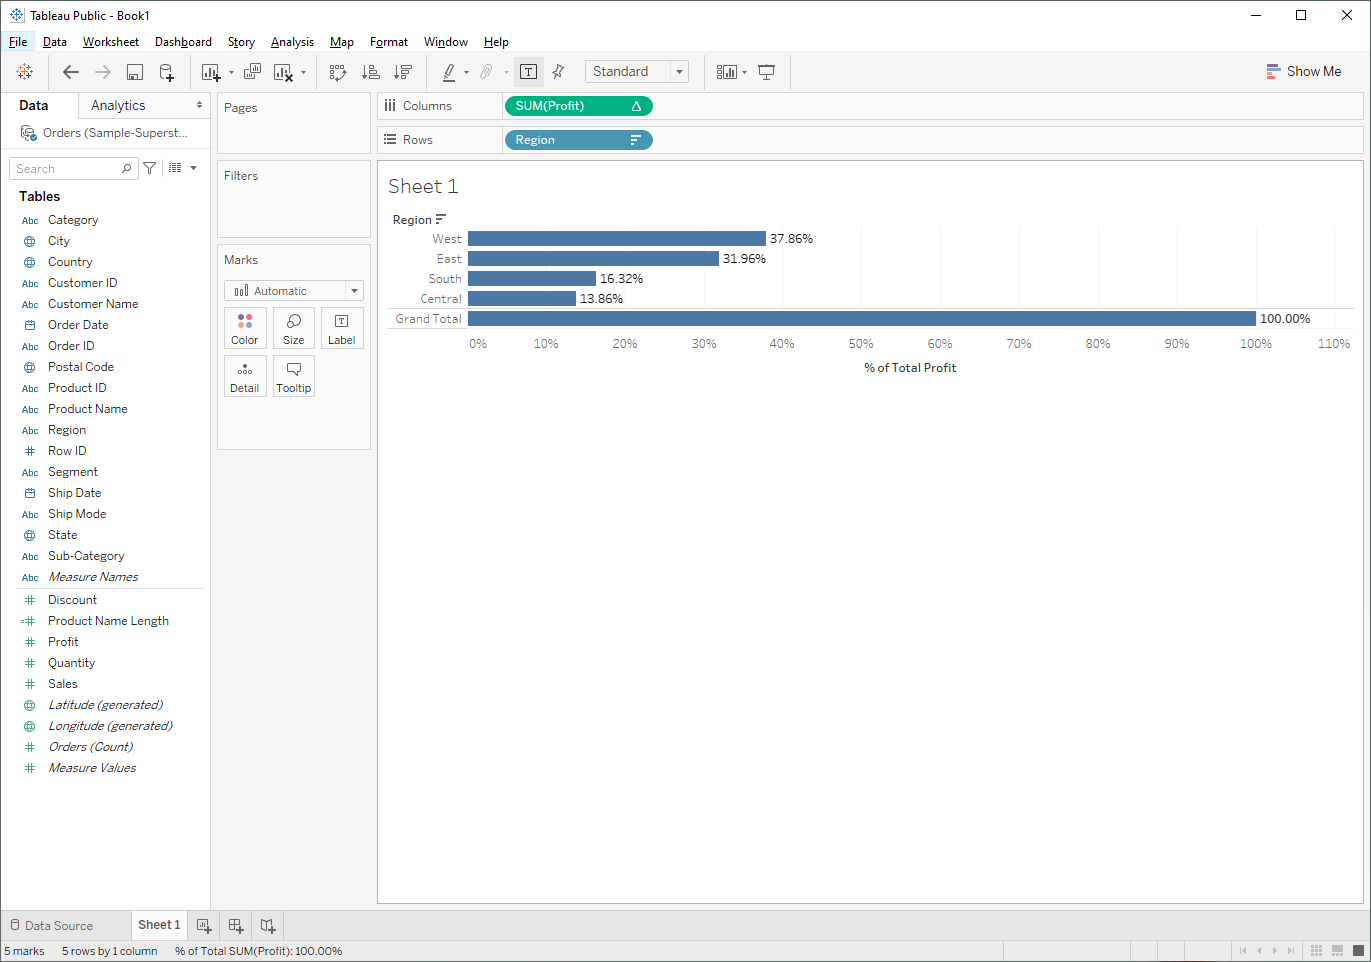 Tableau Public - Book1
File Data Worksheet Dashboard Story Analysis Map Format Window Help
Standard
Show Me
Data Analytics
Orders (Sample-Superst...
Search
Tables
Abc Category
City
Country
Abc Customer ID
Abc Customer Name
Order Date
Abc Order ID
Postal Code
Abc Product ID
Abc Product Name
Abc Region
Row ID
Abc Segment
Ship Date
Abc Ship Mode
State
Abc Sub-Category
Abc Measure Names
Discount
Product Name Length
Profit
Quantity
Sales
Latitude (generated)
Longitude (generated)
Orders (Count)
Measure Values
Pages
Filters
Marks
Automatic
Color Size Label
Detail Tooltip
Columns SUM(Profit)
Rows Region
Sheet 1
Region
West 37.86%
East 31.96%
South 16.32%
Central 13.86%
Grand Total 100.00%
0% 10% 20% 30% 40% 50% 60% 70% 80% 90% 100% 110%
% of Total Profit
Data Source Sheet 1
5 marks 5 rows by 1 column % of Total SUM(Profit): 100.00%